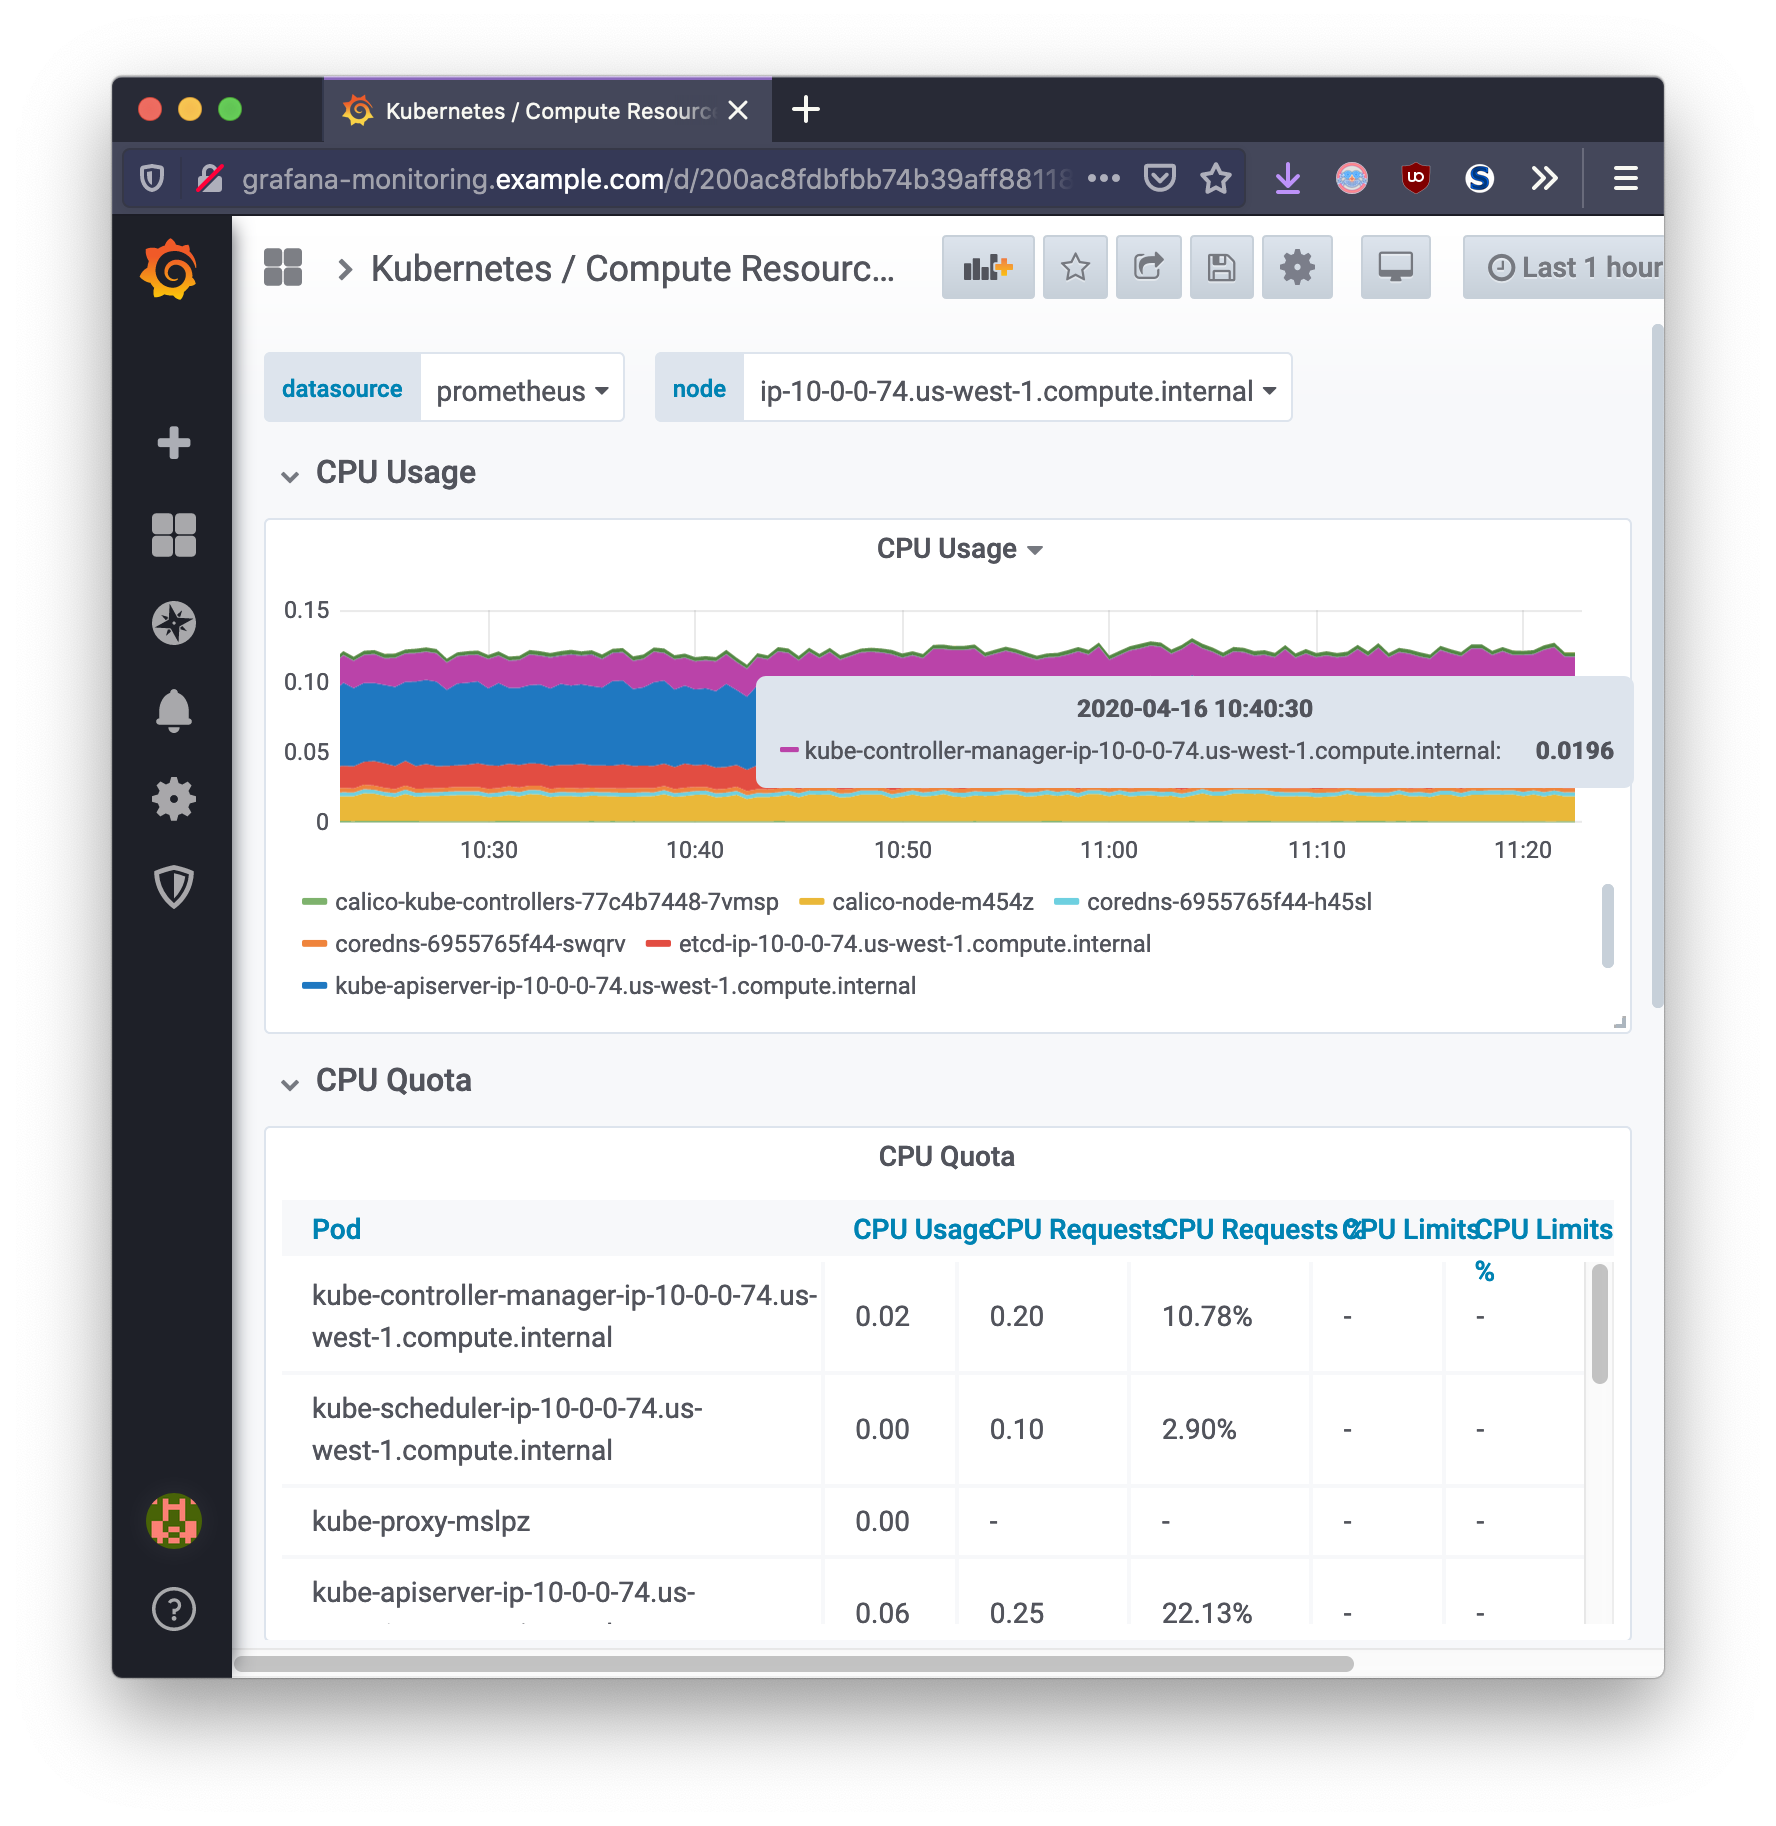 Kubernetes / Compute Resourc
grafana-monitoring.example.com/d/200ac8fdbfbb74b39aff88118
Kubernetes / Compute Resourc...
Last 1 hour
datasource prometheus node ip-10-0-0-74.us-west-1.compute.internal
CPU Usage
CPU Usage
0.15
0.10
0.05
0
2020-04-16 10:40:30
kube-controller-manager-ip-10-0-0-74.us-west-1.compute.internal: 0.0196
10:30 10:40 10:50 11:00 11:10 11:20
calico-kube-controllers-77c4b7448-7vmsp calico-node-m454z coredns-6955765f44-h45sl
coredns-6955765f44-swqrv etcd-ip-10-0-0-74.us-west-1.compute.internal
kube-apiserver-ip-10-0-0-74.us-west-1.compute.internal
CPU Quota
CPU Quota
Pod CPU Usage CPU Requests CPU Requests % CPU Limits CPU Limits
%
kube-controller-manager-ip-10-0-0-74.us-
west-1.compute.internal
0.02 0.20 10.78% - -
kube-scheduler-ip-10-0-0-74.us-
west-1.compute.internal
0.00 0.10 2.90% - -
kube-proxy-mslpz 0.00 - - - -
kube-apiserver-ip-10-0-0-74.us-
0.06 0.25 22.13% - -